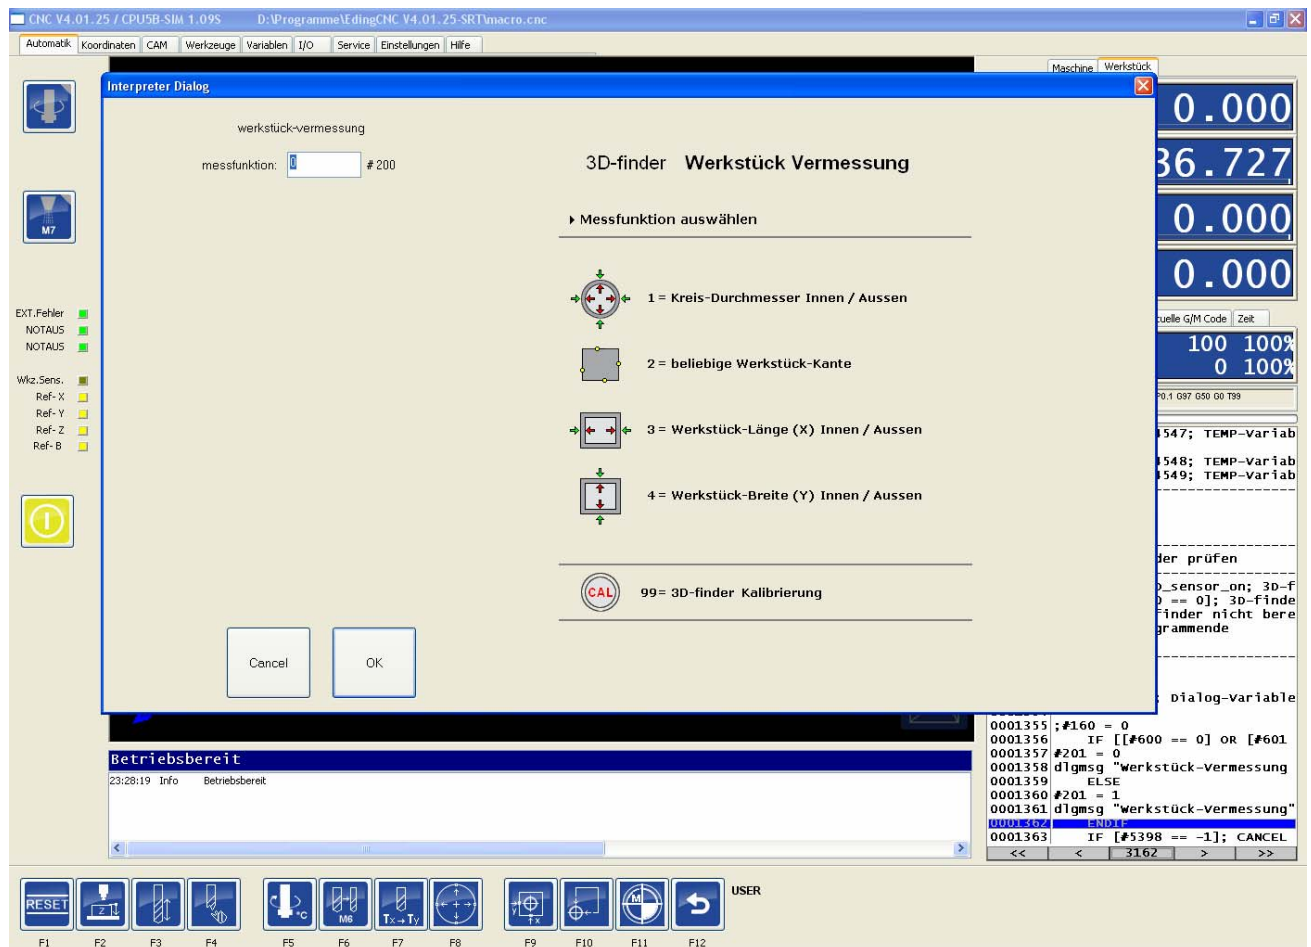 CNC V4.01.25 / CPU5B-SIM 1.09S D:\Programme\EdingCNC V4.01.25-SRT\macro.cnc
Automatik Koordinaten CAM Werkzeuge Variablen I/O Service Einstellungen Hilfe
Maschine Werkstück
Interpreter Dialog
werkstück-vermessung
messfunktion: 0 #200
3D-finder Werkstück Vermessung
Messfunktion auswählen
1 = Kreis-Durchmesser Innen / Aussen
2 = beliebige Werkstück-Kante
3 = Werkstück-Länge (X) Innen / Aussen
4 = Werkstück-Breite (Y) Innen / Aussen
CAL 99= 3D-finder Kalibrierung
Cancel OK
M7
EXT.Fehler
NOTAUS
NOTAUS
Wkz.Sens.
Ref-X
Ref-Y
Ref-Z
Ref-B
0.000
36.727
0.000
0.000
G/M Code Zeit
100 100%
0 100%
G97 G50 G0 T99
547; TEMP-Variab
548; TEMP-Variab
549; TEMP-Variab
der prüfen
_sensor_on; 3D-f
== 0]; 3D-finde
finder nicht bere
grammende
; Dialog-Variable
0001355 ;#160 = 0
0001356 IF [[#600 == 0] OR [#601
0001357 #201 = 0
0001358 dlgmsg "Werkstück-Vermessung
0001359 ELSE
0001360 #201 = 1
0001361 dlgmsg "Werkstück-Vermessung"
0001362 ENDIF
0001363 IF [#5398 == -1]; CANCEL
<< < 3162 > >>
Betriebsbereit
23:28:19 Info Betriebsbereit
RESET Z °C M6 Tx→Ty y x M USER
F1 F2 F3 F4 F5 F6 F7 F8 F9 F10 F11 F12